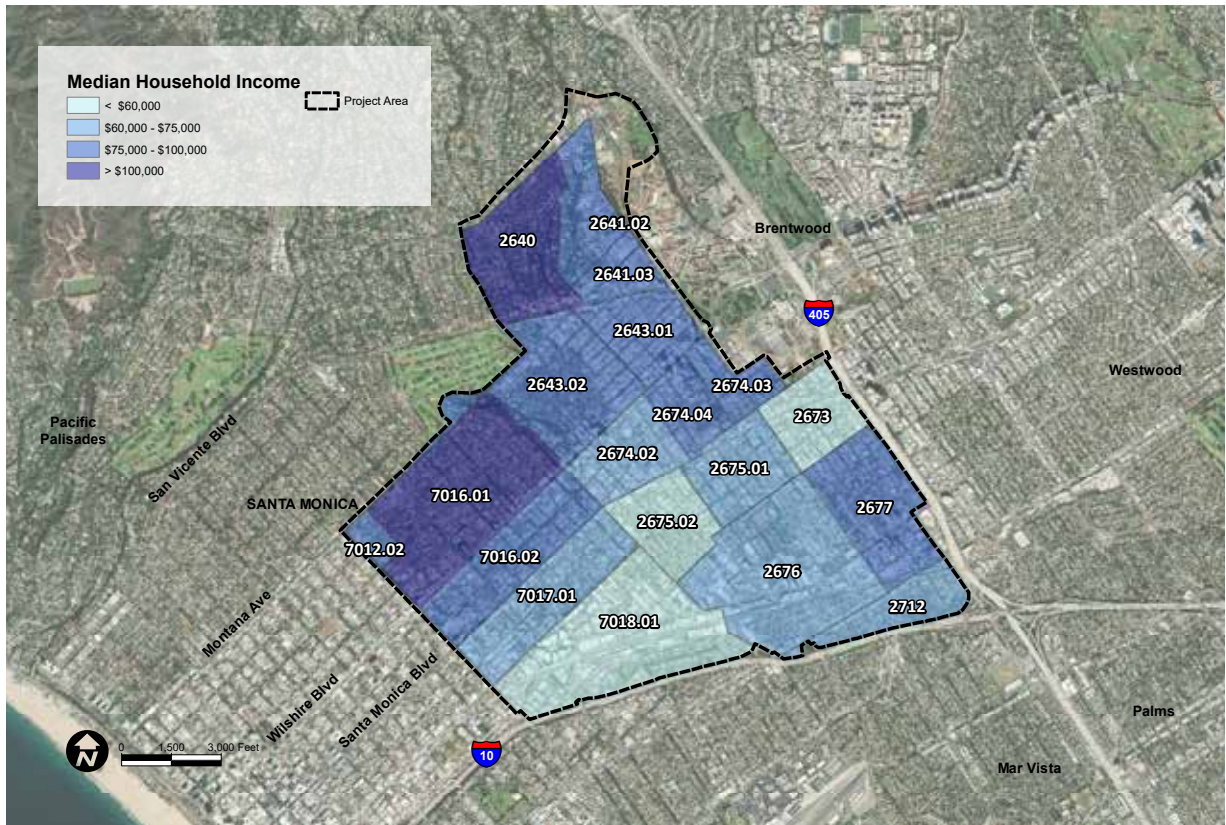 Median Household Income
< $60,000
$60,000 - $75,000
$75,000 - $100,000
> $100,000
Project Area
2640
2641.02
Brentwood
2641.03
405
2643.01
2643.02
2674.03
Westwood
2674.04
2673
Pacific
Palisades
San Vicente Blvd
2674.02
2675.01
SANTA MONICA
7016.01
2677
2675.02
7012.02
7016.02
2676
7017.01
2712
7018.01
Montana Ave
Wilshire Blvd
Santa Monica Blvd
Palms
N
0 1,500 3,000 Feet
10
Mar Vista